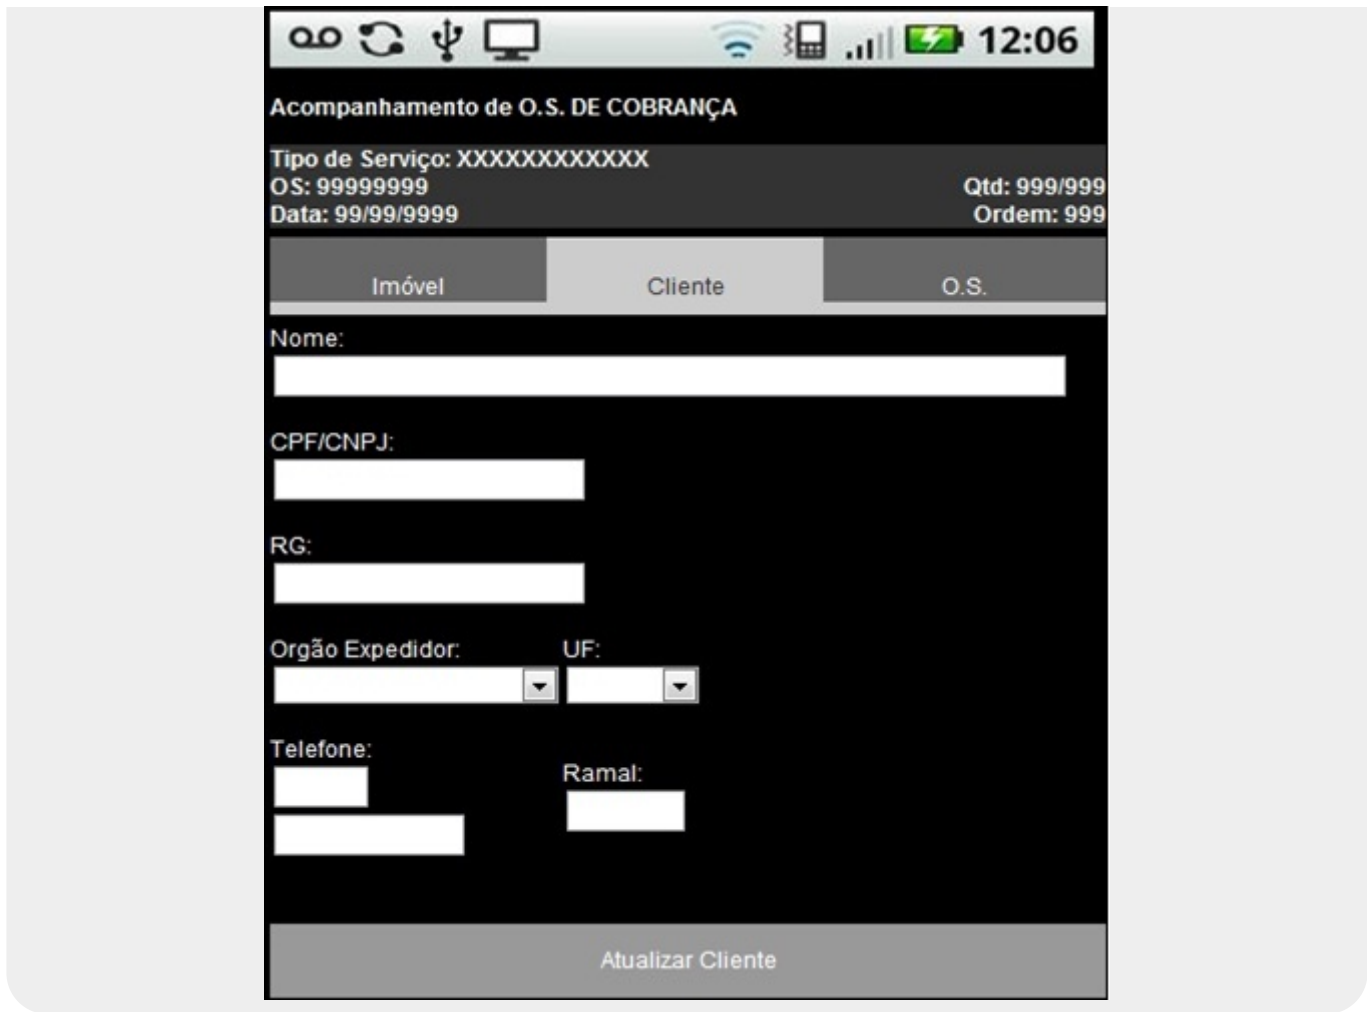 12:06
Acompanhamento de O.S. DE COBRANÇA
Tipo de Serviço: XXXXXXXXXXXX
OS: 99999999 Qtd: 999/999
Data: 99/99/9999 Ordem: 999
Imóvel Cliente O.S.
Nome:
CPF/CNPJ:
RG:
Orgão Expedidor: UF:
Telefone:
Ramal:
Atualizar Cliente